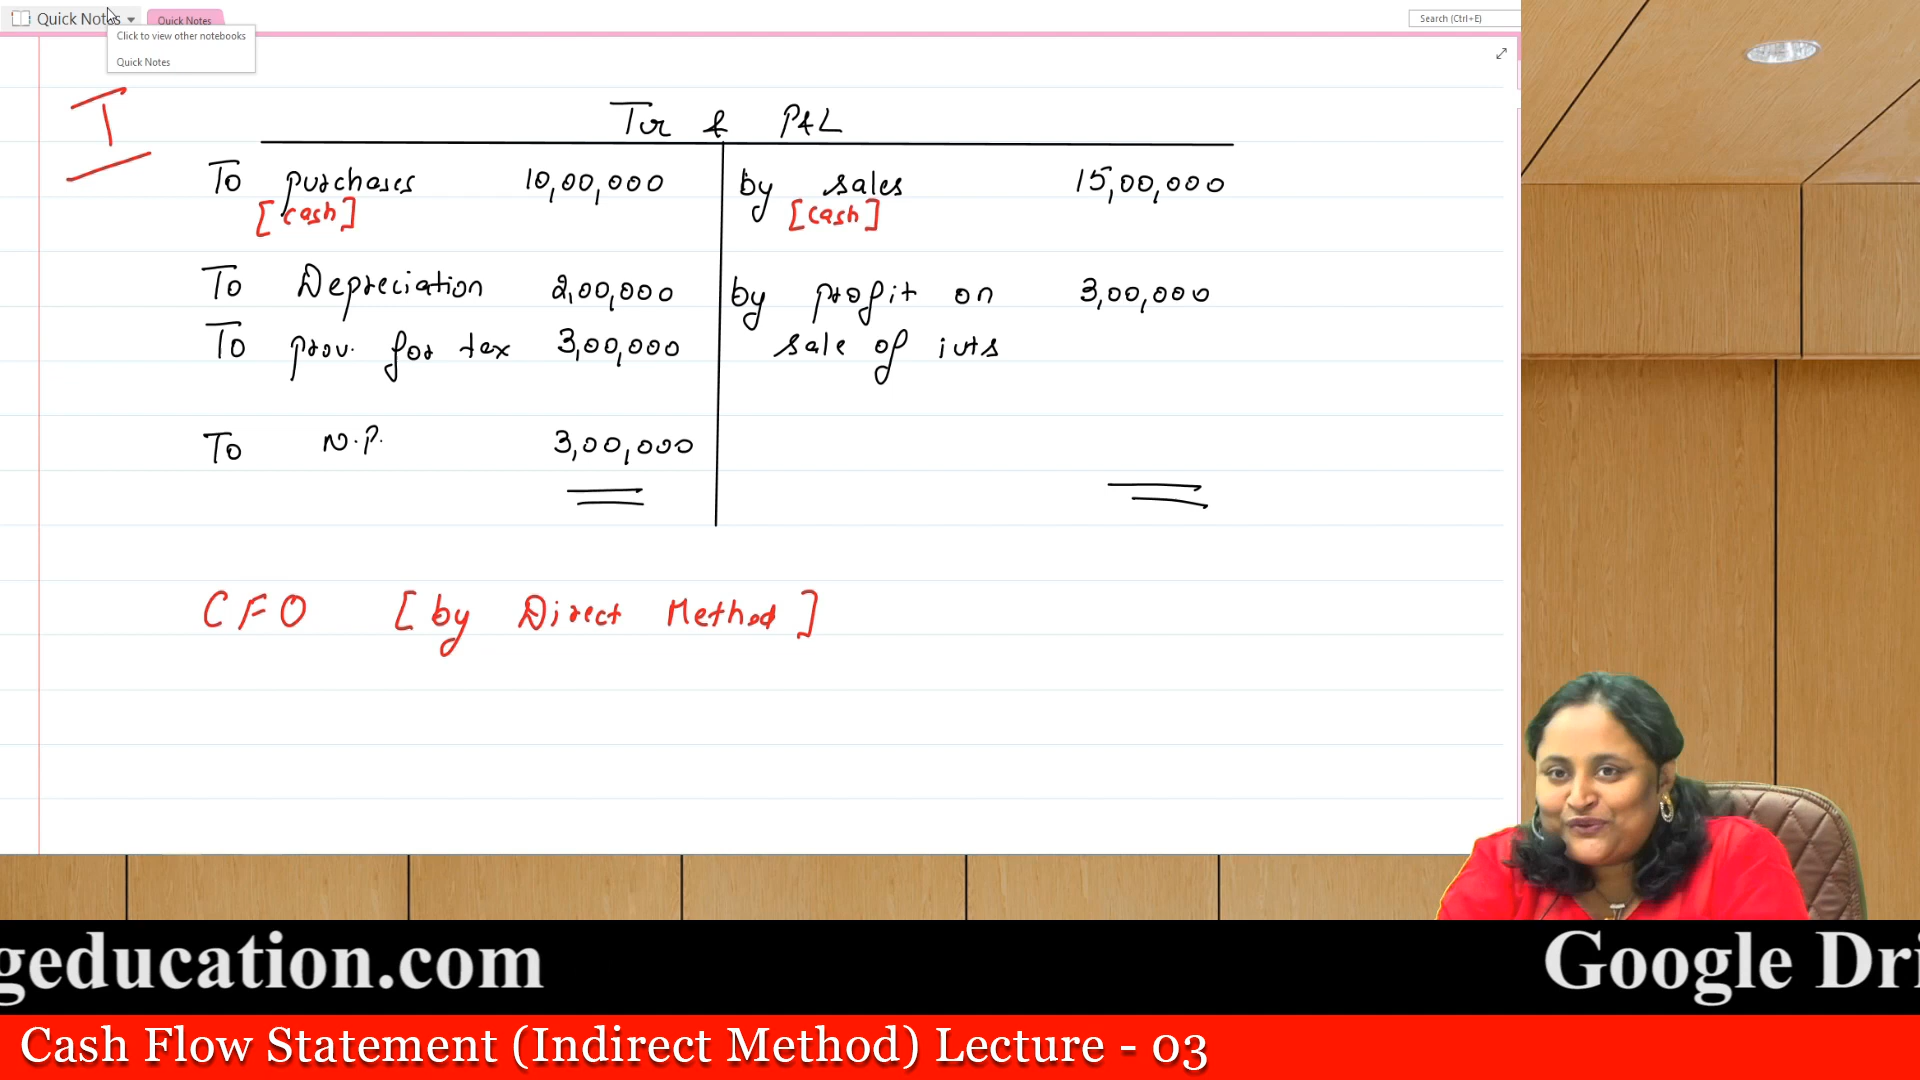 Quick Notes
Quick Notes
Search (Ctrl+E)
Click to view other notebooks
Quick Notes
I
Tr & P&L
To purchases 10,00,000 by sales 15,00,000
[cash] [cash]
To Depreciation 2,00,000 by profit on 3,00,000
To prov. for tax 3,00,000 sale of ivts
To N.P. 3,00,000
CFO [by Direct Method]
geducation.com Google Dri
Cash Flow Statement (Indirect Method) Lecture - 03